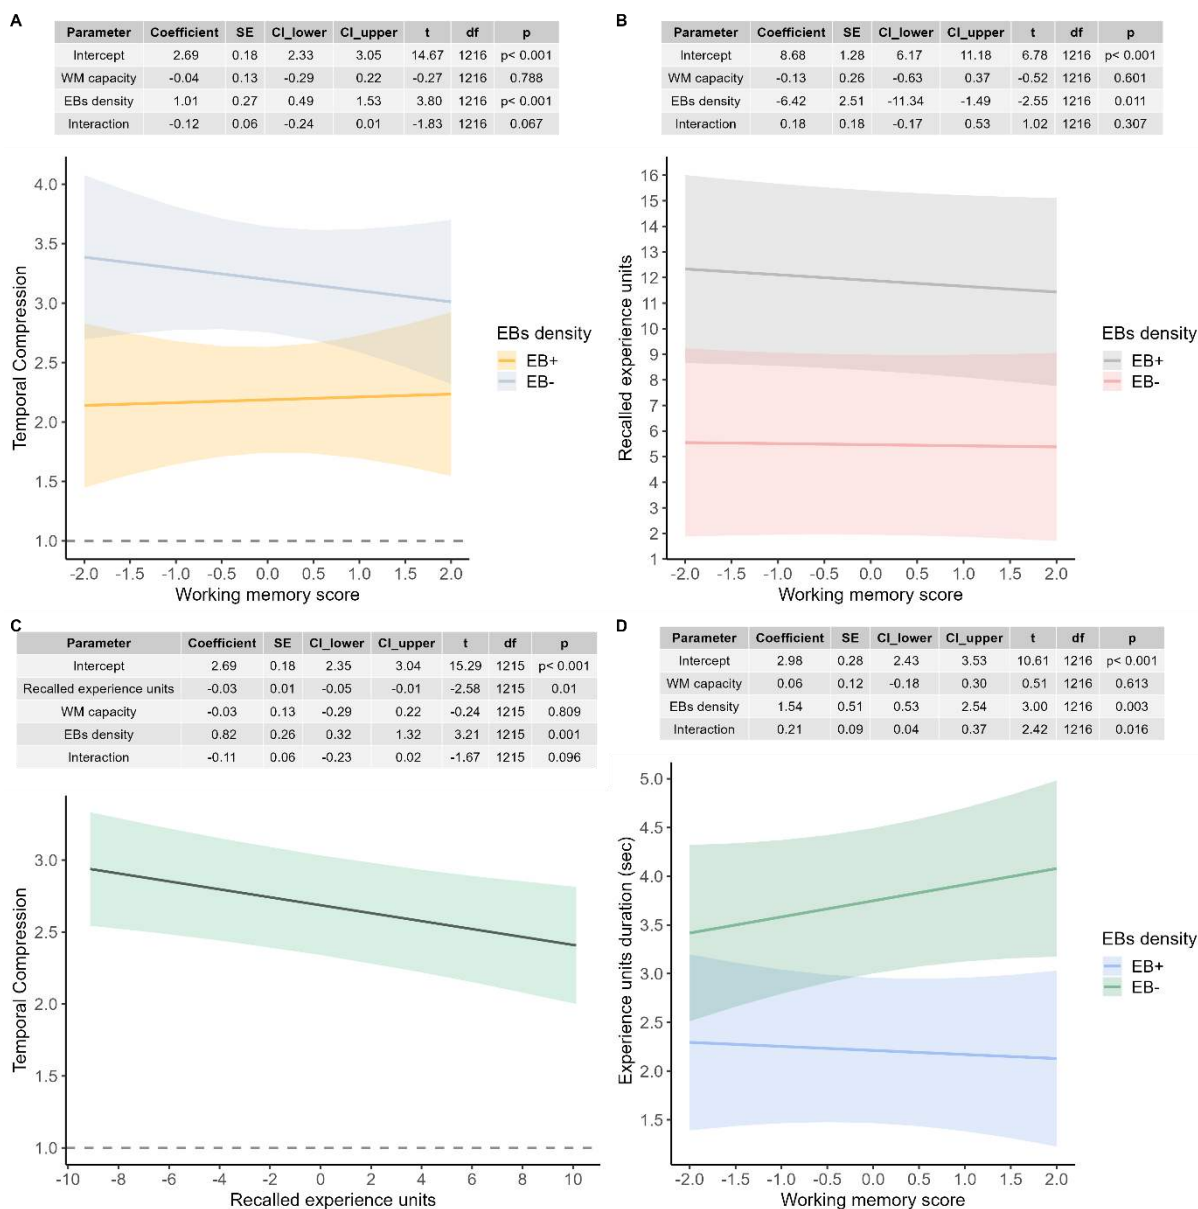 A
Parameter Coefficient SE CI_lower CI_upper t df p
Intercept 2.69 0.18 2.33 3.05 14.67 1216 p< 0.001
WM capacity -0.04 0.13 -0.29 0.22 -0.27 1216 0.788
EBs density 1.01 0.27 0.49 1.53 3.80 1216 p< 0.001
Interaction -0.12 0.06 -0.24 0.01 -1.83 1216 0.067
4.0
3.5
3.0
2.5
2.0
1.5
1.0
Temporal Compression
-2.0 -1.5 -1.0 -0.5 0.0 0.5 1.0 1.5 2.0
Working memory score
EBs density
EB+
EB-
B
Parameter Coefficient SE CI_lower CI_upper t df p
Intercept 8.68 1.28 6.17 11.18 6.78 1216 p< 0.001
WM capacity -0.13 0.26 -0.63 0.37 -0.52 1216 0.601
EBs density -6.42 2.51 -11.34 -1.49 -2.55 1216 0.011
Interaction 0.18 0.18 -0.17 0.53 1.02 1216 0.307
16
15
14
13
12
11
10
9
8
7
6
5
4
3
2
1
Recalled experience units
-2.0 -1.5 -1.0 -0.5 0.0 0.5 1.0 1.5 2.0
Working memory score
EBs density
EB+
EB-
C
Parameter Coefficient SE CI_lower CI_upper t df p
Intercept 2.69 0.18 2.35 3.04 15.29 1215 p< 0.001
Recalled experience units -0.03 0.01 -0.05 -0.01 -2.58 1215 0.01
WM capacity -0.03 0.13 -0.29 0.22 -0.24 1215 0.809
EBs density 0.82 0.26 0.32 1.32 3.21 1215 0.001
Interaction -0.11 0.06 -0.23 0.02 -1.67 1215 0.096
3.0
2.5
2.0
1.5
1.0
Temporal Compression
-10 -8 -6 -4 -2 0 2 4 6 8 10
Recalled experience units
D
Parameter Coefficient SE CI_lower CI_upper t df p
Intercept 2.98 0.28 2.43 3.53 10.61 1216 p< 0.001
WM capacity 0.06 0.12 -0.18 0.30 0.51 1216 0.613
EBs density 1.54 0.51 0.53 2.54 3.00 1216 0.003
Interaction 0.21 0.09 0.04 0.37 2.42 1216 0.016
5.0
4.5
4.0
3.5
3.0
2.5
2.0
1.5
Experience units duration (sec)
-2.0 -1.5 -1.0 -0.5 0.0 0.5 1.0 1.5 2.0
Working memory score
EBs density
EB+
EB-